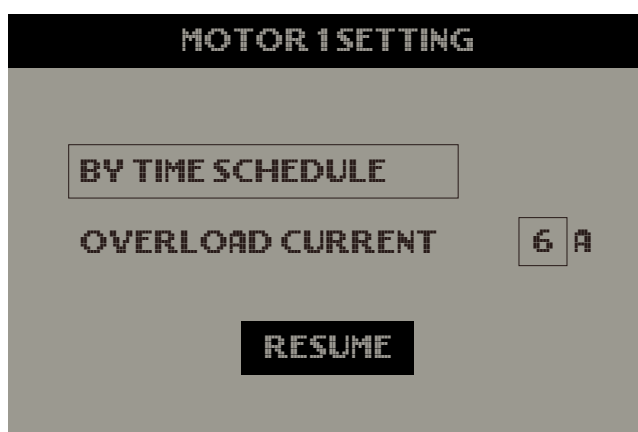 MOTOR 1 SETTING
BY TIME SCHEDULE
OVERLOAD CURRENT 6 A
RESUME